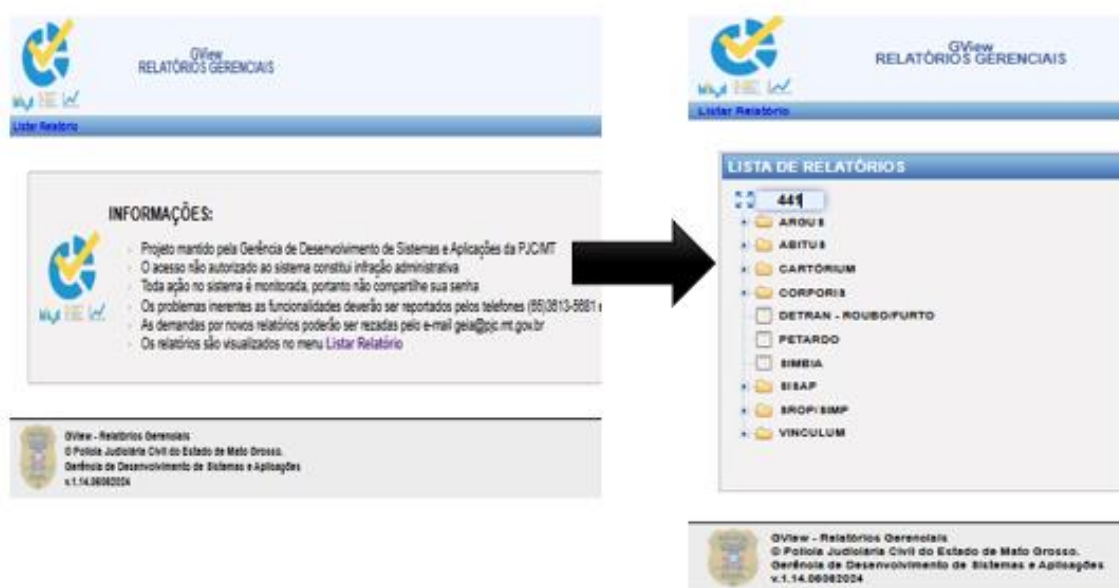 GView
RELATÓRIOS GERENCIAIS
Listar Relatório
INFORMAÇÕES:
Projeto mantido pela Gerência de Desenvolvimento de Sistemas e Aplicações da PJC/MT
O acesso não autorizado ao sistema constitui infração administrativa
Toda ação no sistema é monitorada, portanto não compartilhe sua senha
Os problemas inerentes as funcionalidades deverão ser reportados pelos telefones (65)3613-5681 e
As demandas por novos relatórios poderão ser rezadas pelo e-mail geia@pjc.mt.gov.br
Os relatórios são visualizados no menu Listar Relatório
GView - Relatórios Gerenciais
© Polícia Judiciária Civil do Estado de Mato Grosso.
Gerência de Desenvolvimento de Sistemas e Aplicações
v.1.14.06062024
GView
RELATÓRIOS GERENCIAIS
Listar Relatório
LISTA DE RELATÓRIOS
441
ARGUS
ABITUS
CARTÓRIUM
CORPORIS
DETRAN - ROUBO/FURTO
PETARDO
SIMBIA
SISAP
SROP/SIMP
VINCULUM
GView - Relatórios Gerenciais
© Polícia Judiciária Civil do Estado de Mato Grosso.
Gerência de Desenvolvimento de Sistemas e Aplicações
v.1.14.06062024